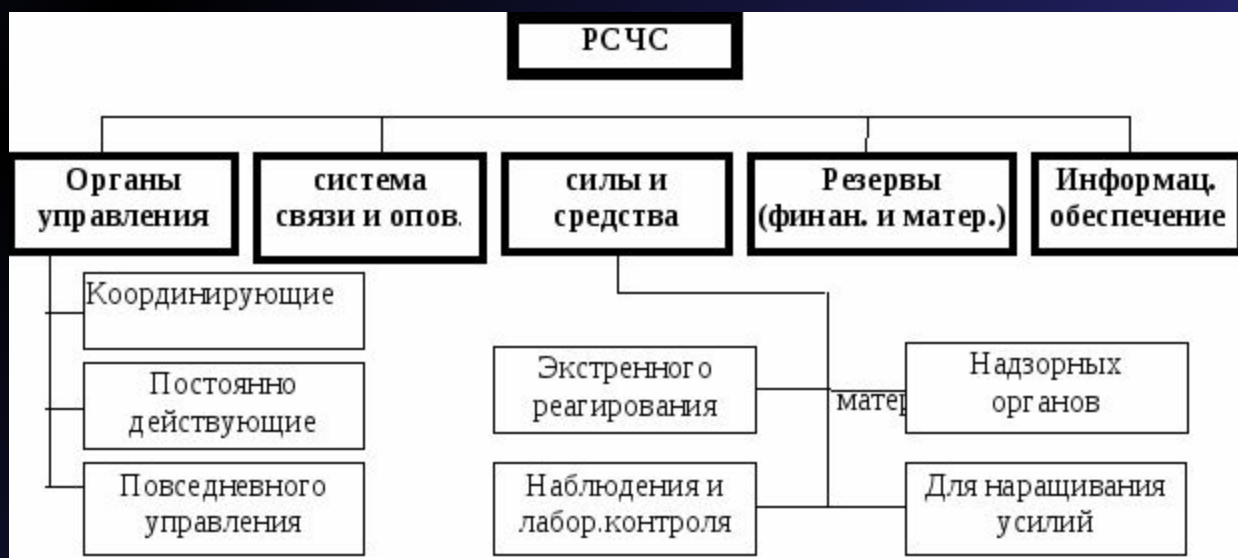 РСЧС
Органы
управления
система
связи и опов.
силы и
средства
Резервы
(финан. и матер.)
Информац.
обеспечение
Координирующие
Постоянно
действующие
Повседневного
управления
Экстренного
реагирования
матер
Надзорных
органов
Наблюдения и
лабор.контроля
Для наращивания
усилий